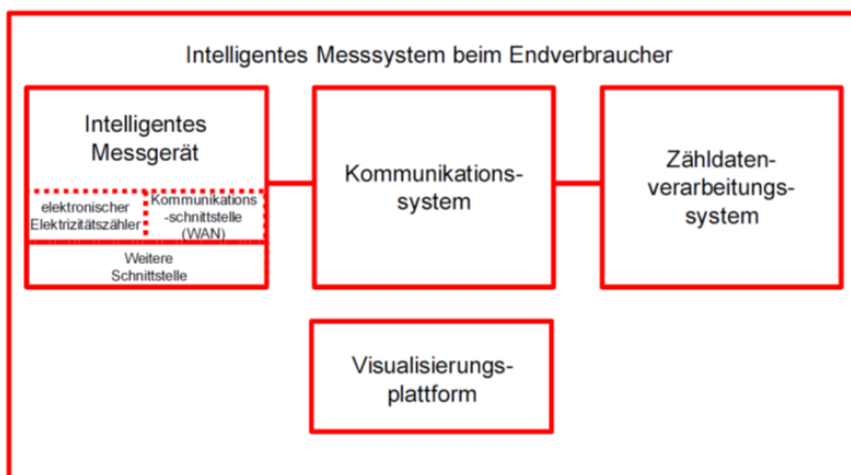 Intelligentes Messsystem beim Endverbraucher
Intelligentes
Messgerät
elektronischer
Elektrizitätszähler
Kommunikations
-schnittstelle
(WAN)
Weitere
Schnittstelle
Kommunikations-
system
Zähldaten-
verarbeitungs-
system
Visualisierungs-
plattform